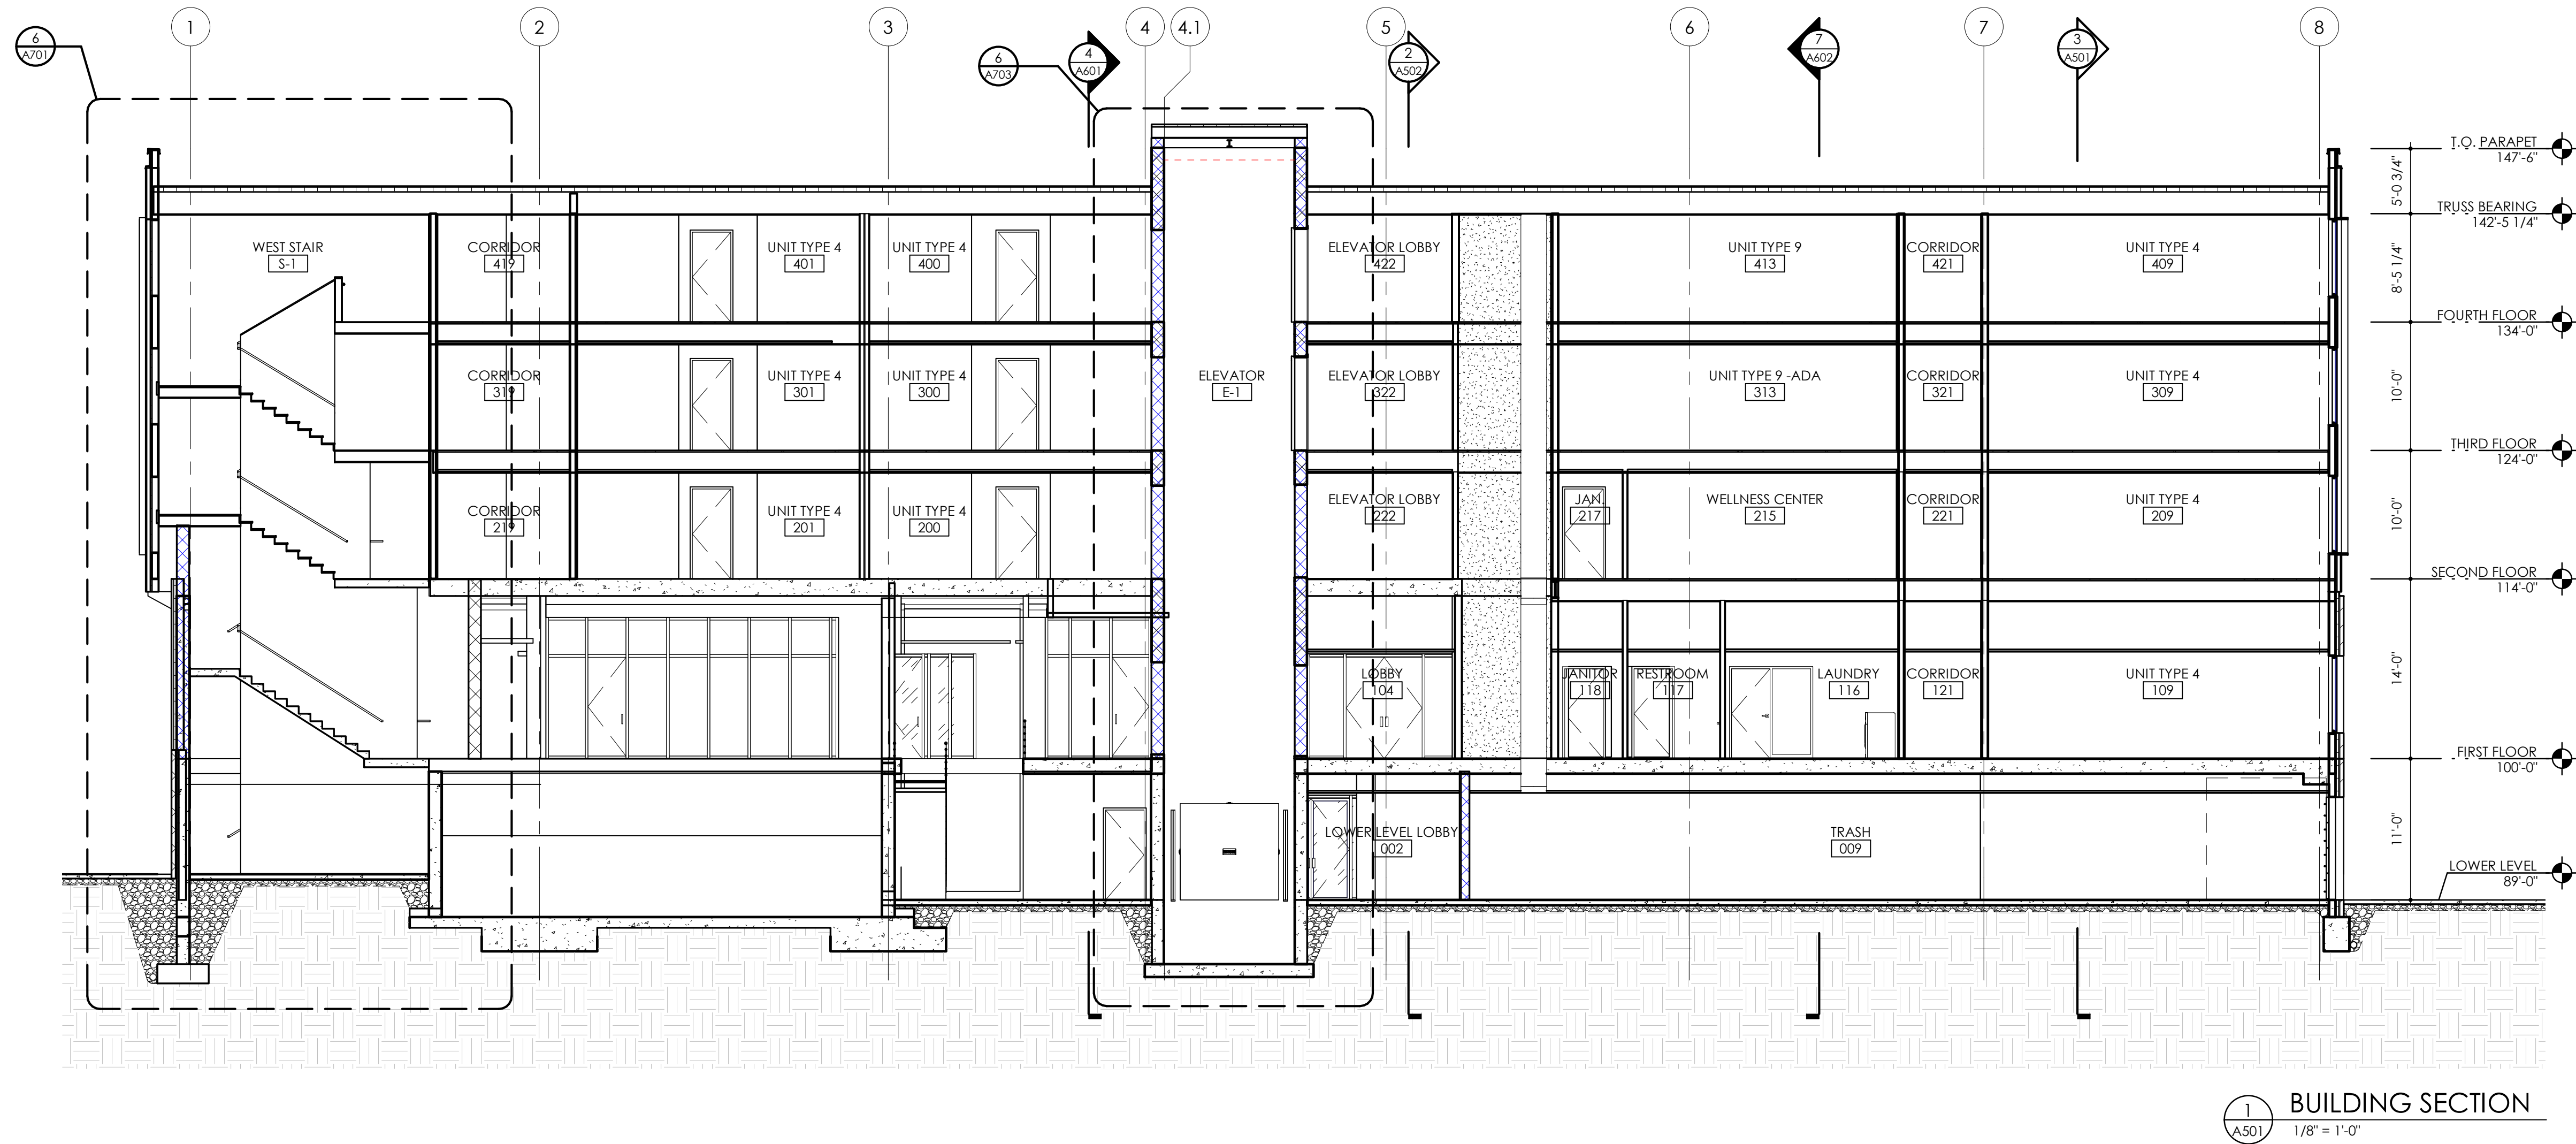 1
2
3
4
4.1
5
6
7
8
6
A701
6
A703
4
A601
2
A502
7
A602
3
A501
T.O. PARAPET
147'-6"
5'-0 3/4"
TRUSS BEARING
142'-5 1/4"
WEST STAIR
S-1
CORRIDOR
419
UNIT TYPE 4
401
UNIT TYPE 4
400
ELEVATOR LOBBY
422
UNIT TYPE 9
413
CORRIDOR
421
UNIT TYPE 4
409
8'-5 1/4"
FOURTH FLOOR
134'-0"
CORRIDOR
319
UNIT TYPE 4
301
UNIT TYPE 4
300
ELEVATOR
E-1
ELEVATOR LOBBY
322
UNIT TYPE 9 -ADA
313
CORRIDOR
321
UNIT TYPE 4
309
10'-0"
THIRD FLOOR
124'-0"
CORRIDOR
219
UNIT TYPE 4
201
UNIT TYPE 4
200
ELEVATOR LOBBY
222
JAN.
217
WELLNESS CENTER
215
CORRIDOR
221
UNIT TYPE 4
209
10'-0"
SECOND FLOOR
114'-0"
LOBBY
104
JANITOR
118
RESTROOM
117
LAUNDRY
116
CORRIDOR
121
UNIT TYPE 4
109
14'-0"
FIRST FLOOR
100'-0"
LOWER LEVEL LOBBY
002
TRASH
009
11'-0"
LOWER LEVEL
89'-0"
1
A501
BUILDING SECTION
1/8" = 1'-0"